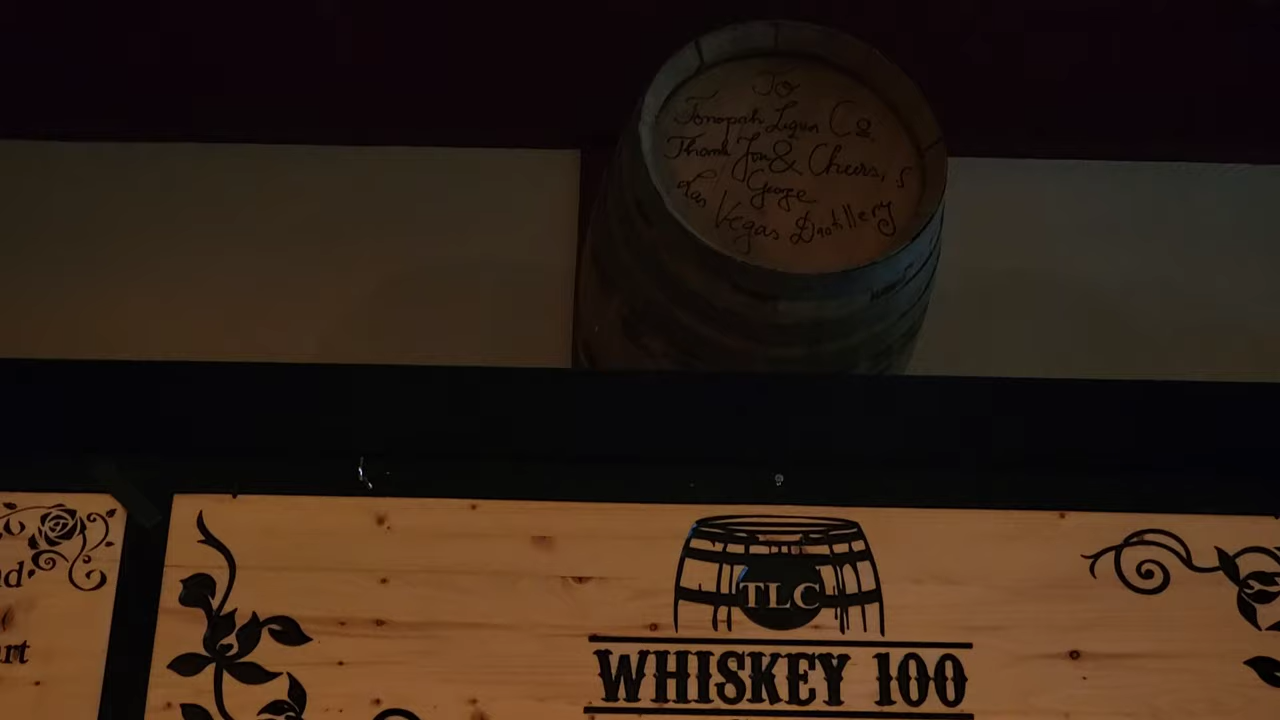 To
Tonopah Liquor Co
Thank You & Cheers,
George
Las Vegas Distillery
TLC
WHISKEY 100